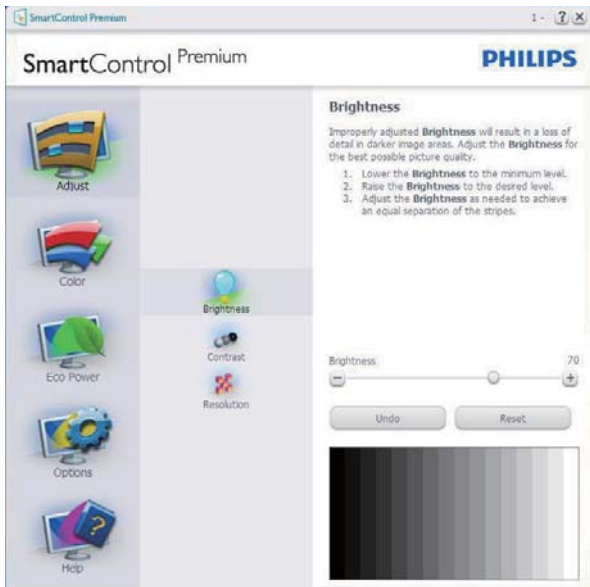 SmartControl Premium
1 - ? X
SmartControl Premium
PHILIPS
Adjust
Color
Eco Power
Options
?
Help
Brightness
Contrast
Resolution
Brightness
Improperly adjusted Brightness will result in a loss of
detail in darker image areas. Adjust the Brightness for
the best possible picture quality.
1. Lower the Brightness to the minimum level.
2. Raise the Brightness to the desired level.
3. Adjust the Brightness as needed to achieve
an equal separation of the stripes.
Brightness 70
Undo Reset